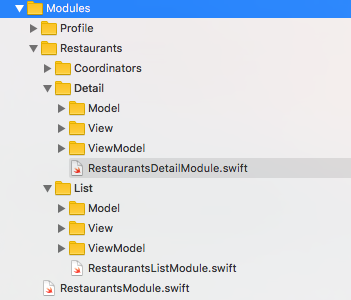 Modules
Profile
Restaurants
Coordinators
Detail
Model
View
ViewModel
RestaurantsDetailModule.swift
List
Model
View
ViewModel
RestaurantsListModule.swift
RestaurantsModule.swift